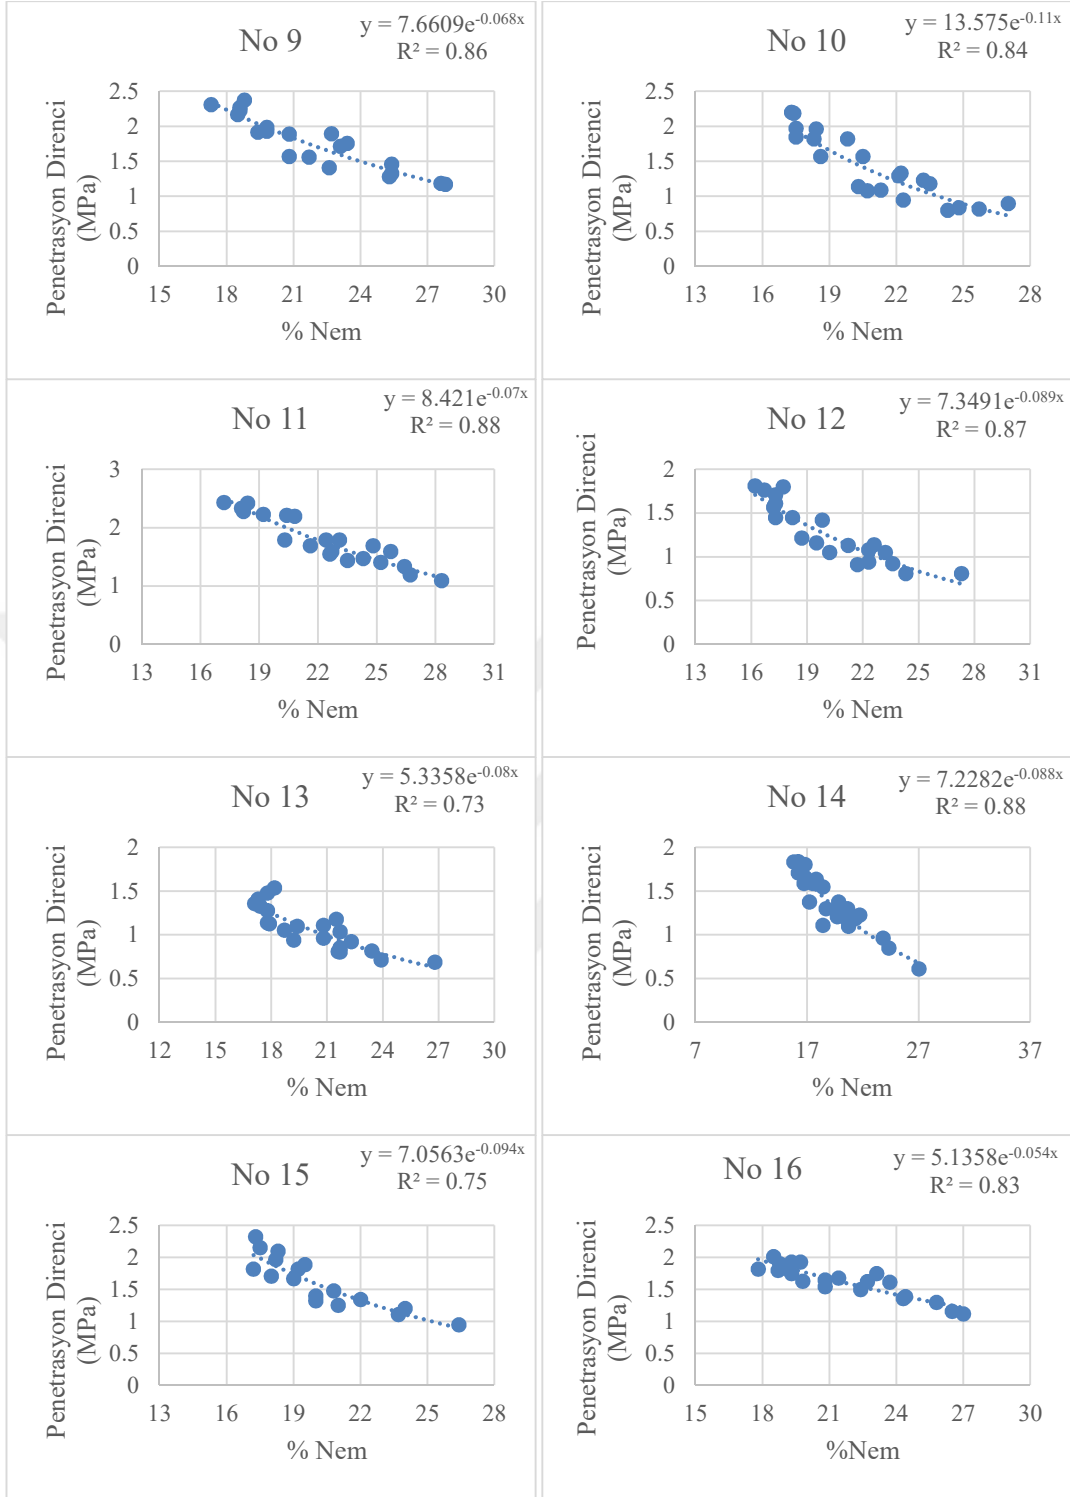 No 9
y = 7.6609e^-0.068x
R² = 0.86
Penetrasyon Direnci
(MPa)
2.5
2
1.5
1
0.5
0
15 18 21 24 27 30
% Nem
No 10
y = 13.575e^-0.11x
R² = 0.84
Penetrasyon Direnci
(MPa)
2.5
2
1.5
1
0.5
0
13 16 19 22 25 28
% Nem
No 11
y = 8.421e^-0.07x
R² = 0.88
Penetrasyon Direnci
(MPa)
3
2
1
0
13 16 19 22 25 28 31
% Nem
No 12
y = 7.3491e^-0.089x
R² = 0.87
Penetrasyon Direnci
(MPa)
2
1.5
1
0.5
0
13 16 19 22 25 28 31
% Nem
No 13
y = 5.3358e^-0.08x
R² = 0.73
Penetrasyon Direnci
(MPa)
2
1.5
1
0.5
0
12 15 18 21 24 27 30
% Nem
No 14
y = 7.2282e^-0.088x
R² = 0.88
Penetrasyon Direnci
(MPa)
2
1.5
1
0.5
0
7 17 27 37
% Nem
No 15
y = 7.0563e^-0.094x
R² = 0.75
Penetrasyon Direnci
(MPa)
2.5
2
1.5
1
0.5
0
13 16 19 22 25 28
% Nem
No 16
y = 5.1358e^-0.054x
R² = 0.83
Penetrasyon Direnci
(MPa)
2.5
2
1.5
1
0.5
0
15 18 21 24 27 30
%Nem